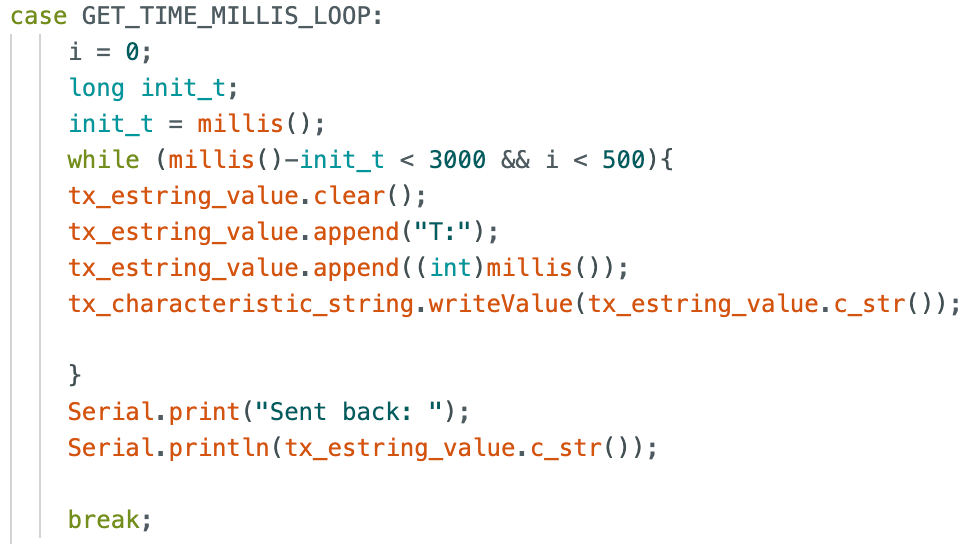 case GET_TIME_MILLIS_LOOP:
i = 0;
long init_t;
init_t = millis();
while (millis()-init_t < 3000 && i < 500){
tx_estring_value.clear();
tx_estring_value.append("T:");
tx_estring_value.append((int)millis());
tx_characteristic_string.writeValue(tx_estring_value.c_str());
}
Serial.print("Sent back: ");
Serial.println(tx_estring_value.c_str());
break;